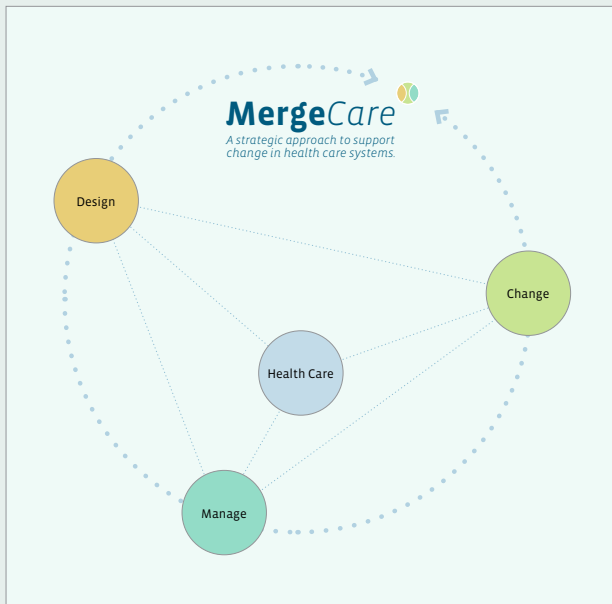 MergeCare
A strategic approach to support
change in health care systems.
Design
Change
Health Care
Manage